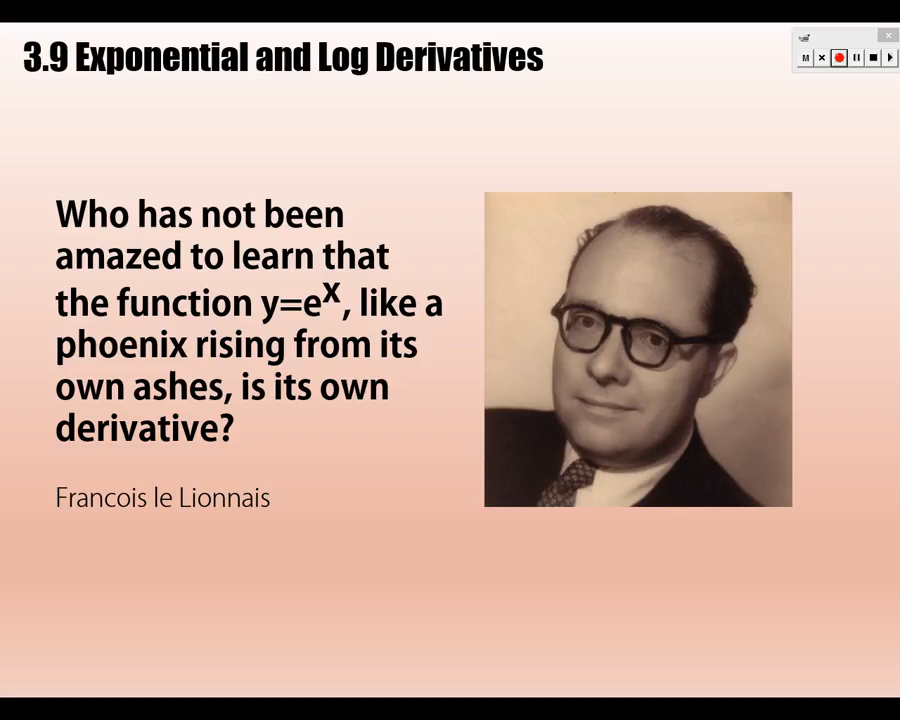 3.9 Exponential and Log Derivatives
M
Who has not been
amazed to learn that
the function y=eˣ, like a
phoenix rising from its
own ashes, is its own
derivative?
Francois le Lionnais